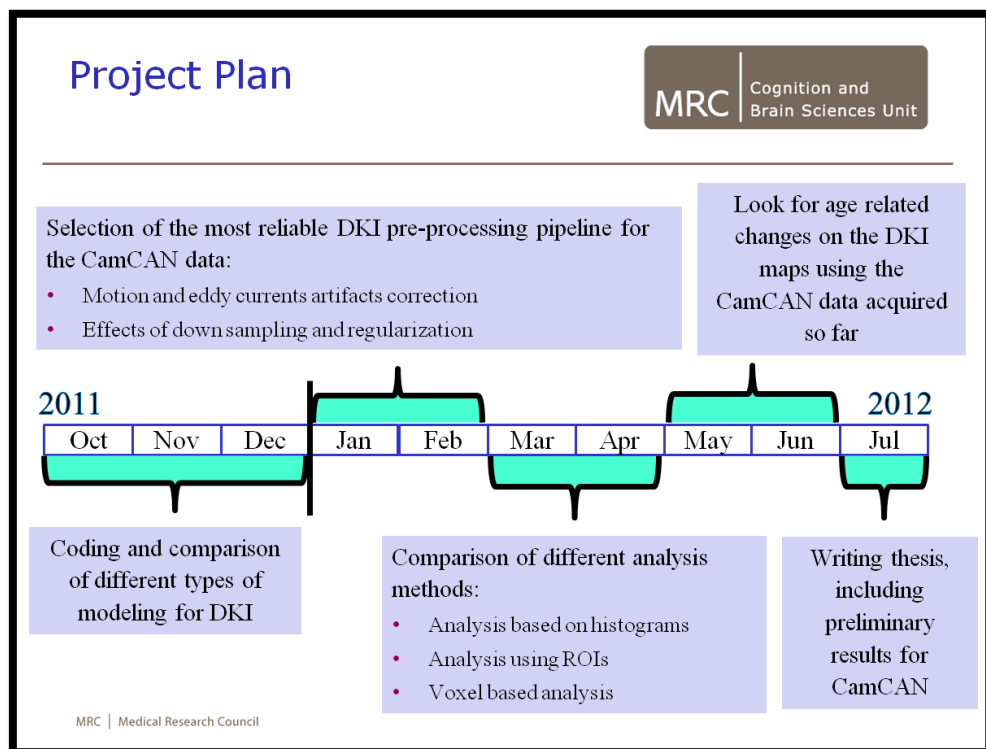 Project Plan
MRC
Cognition and
Brain Sciences Unit
Selection of the most reliable DKI pre-processing pipeline for
the CamCAN data:
• Motion and eddy currents artifacts correction
• Effects of down sampling and regularization
Look for age related
changes on the DKI
maps using the
CamCAN data acquired
so far
2011
2012
Oct Nov Dec Jan Feb Mar Apr May Jun Jul
Coding and comparison
of different types of
modeling for DKI
Comparison of different analysis
methods:
• Analysis based on histograms
• Analysis using ROIs
• Voxel based analysis
Writing thesis,
including
preliminary
results for
CamCAN
MRC | Medical Research Council